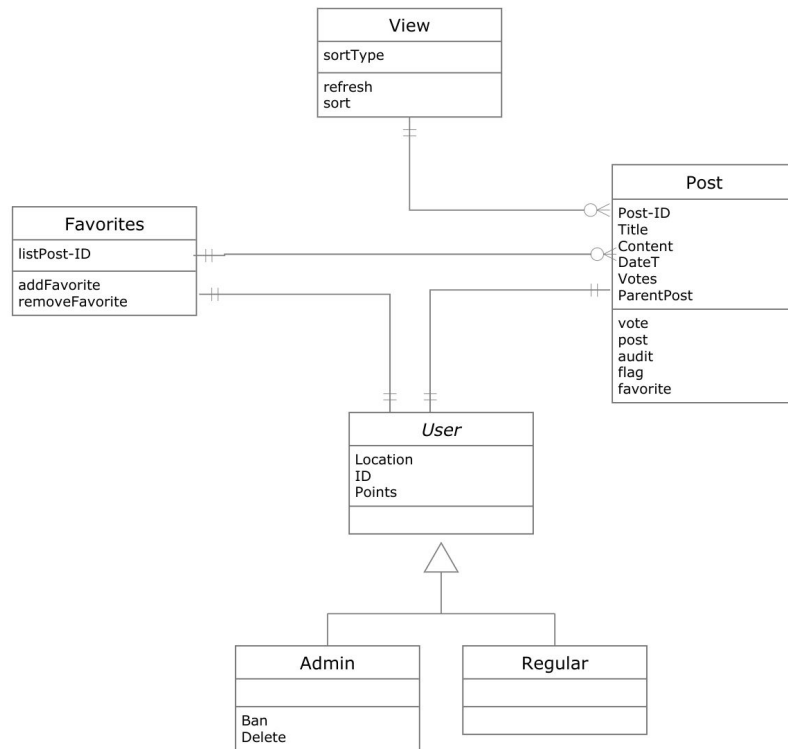 View
sortType
refresh
sort
Post
Post-ID
Title
Content
DateT
Votes
ParentPost
vote
post
audit
flag
favorite
Favorites
listPost-ID
addFavorite
removeFavorite
User
Location
ID
Points
Admin
Ban
Delete
Regular